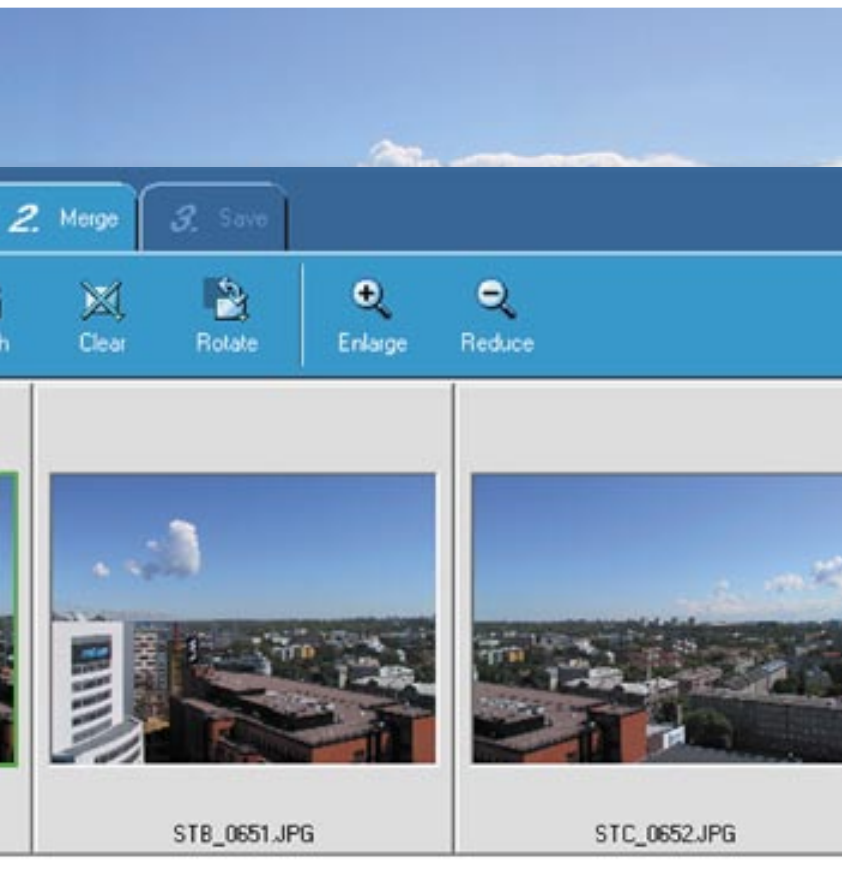 2. Merge
3. Save
Clear
Rotate
Enlarge
Reduce
STB_0651.JPG
STC_0652.JPG